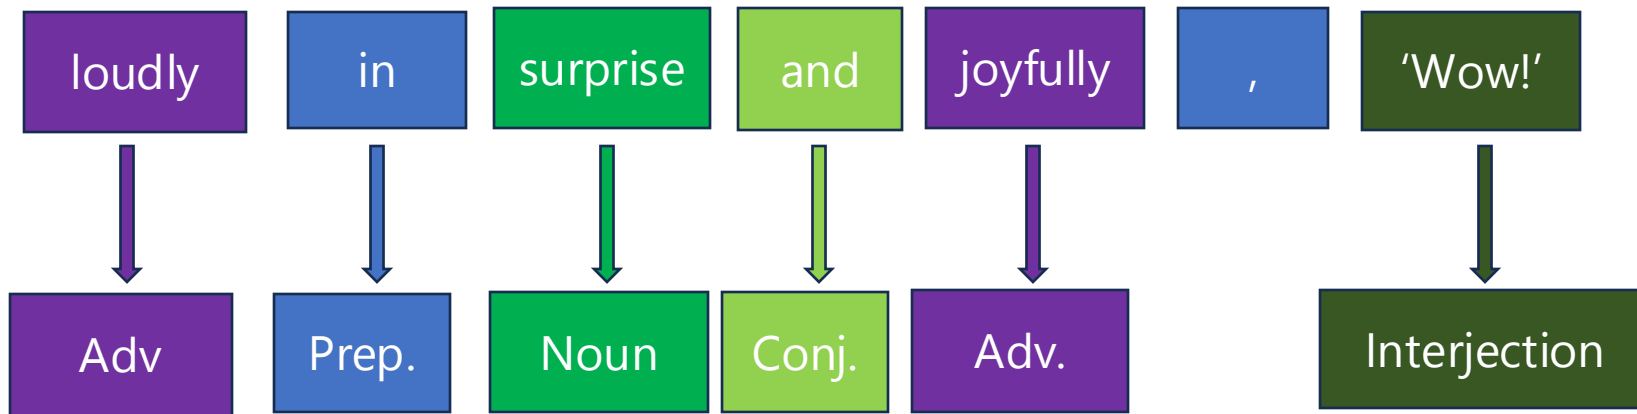 loudly in surprise and joyfully , ‘Wow!’
Adv Prep. Noun Conj. Adv. Interjection